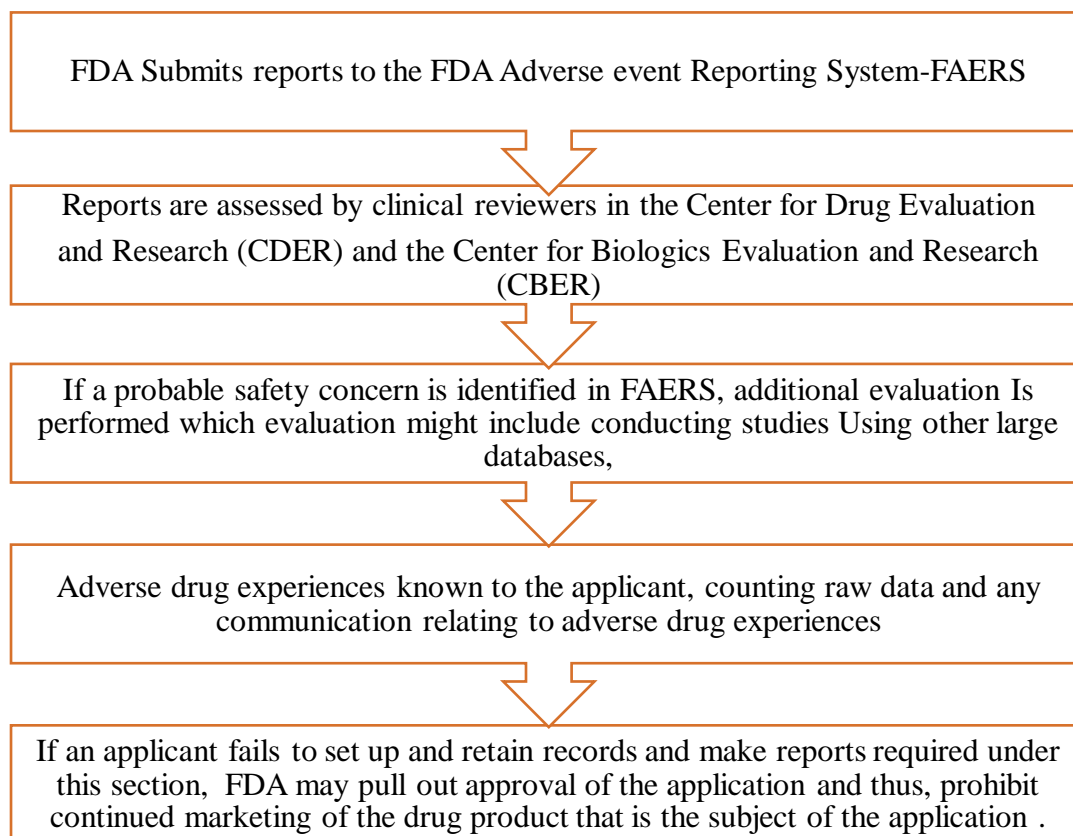 FDA Submits reports to the FDA Adverse event Reporting System-FAERS
Reports are assessed by clinical reviewers in the Center for Drug Evaluation
and Research (CDER) and the Center for Biologics Evaluation and Research
(CBER)
If a probable safety concern is identified in FAERS, additional evaluation Is
performed which evaluation might include conducting studies Using other large
databases,
Adverse drug experiences known to the applicant, counting raw data and any
communication relating to adverse drug experiences
If an applicant fails to set up and retain records and make reports required under
this section, FDA may pull out approval of the application and thus, prohibit
continued marketing of the drug product that is the subject of the application .